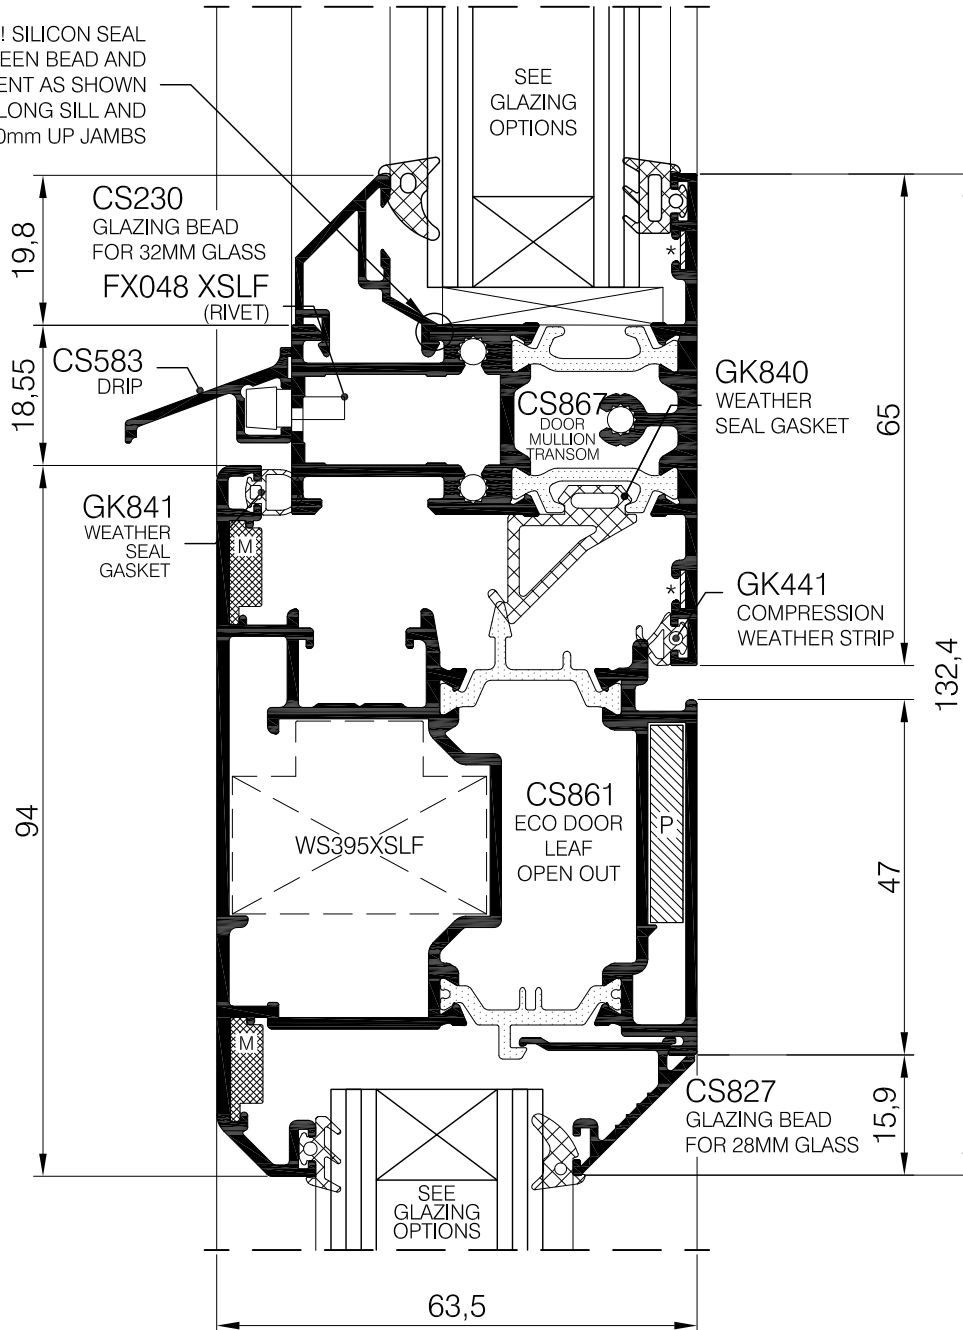 ! SILICON SEAL
EEN BEAD AND
ENT AS SHOWN
LONG SILL AND
0mm UP JAMBS
SEE
GLAZING
OPTIONS
CS230
GLAZING BEAD
FOR 32MM GLASS
FX048 XSLF
(RIVET)
19,8
18,55
CS583
DRIP
*
CS867
DOOR
MULLION
TRANSOM
GK840
WEATHER
SEAL GASKET
65
GK841
WEATHER
SEAL
GASKET
M
*
GK441
COMPRESSION
WEATHER STRIP
132,4
94
WS395XSLF
CS861
ECO DOOR
LEAF
OPEN OUT
P
47
M
CS827
GLAZING BEAD
FOR 28MM GLASS
15,9
SEE
GLAZING
OPTIONS
63,5